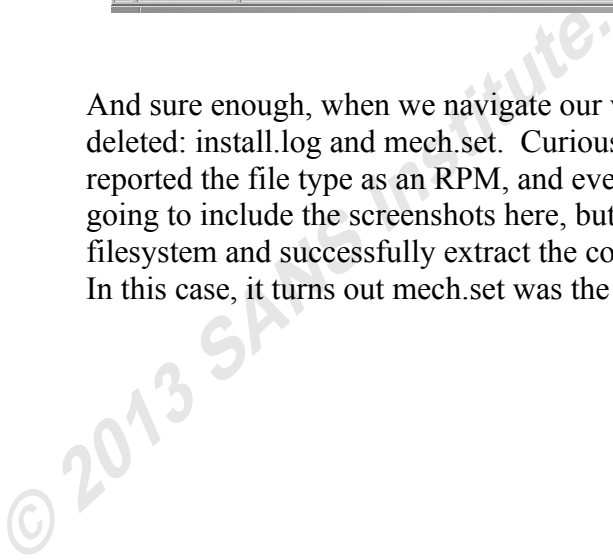 And sure enough, when we navigate our
deleted: install.log and mech.set. Curious
reported the file type as an RPM, and eve
going to include the screenshots here, but
filesystem and successfully extract the co
In this case, it turns out mech.set was the
© 2013 SANS Institute.